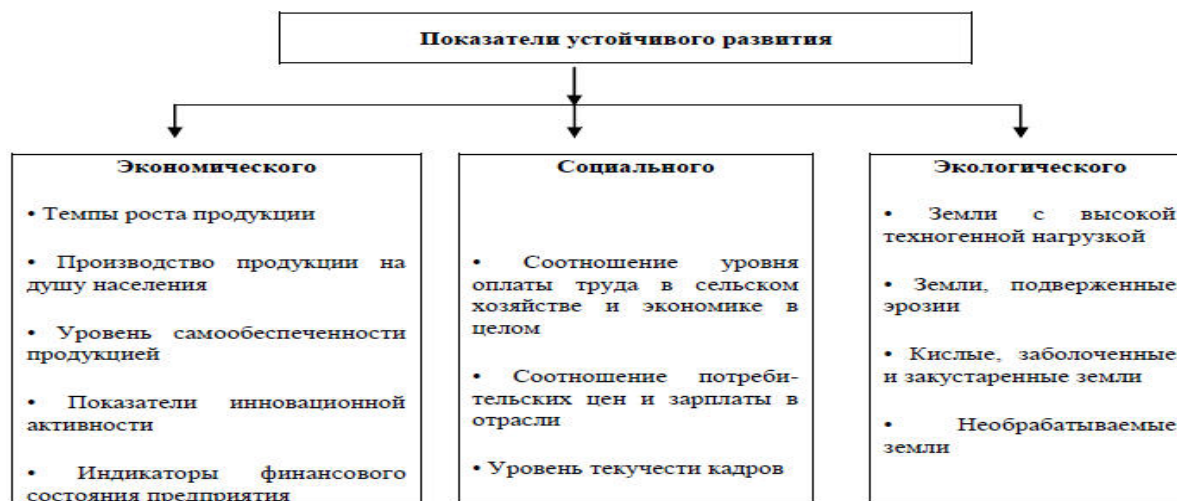 Показатели устойчивого развития
Экономического
• Темпы роста продукции
• Производство продукции на
душу населения
• Уровень самообеспеченности
продукцией
• Показатели инновационной
активности
• Индикаторы финансового
состояния предприятия
Социального
• Соотношение уровня
оплаты труда в сельском
хозяйстве и экономике в
целом
• Соотношение потреби-
тельских цен и зарплаты в
отрасли
• Уровень текучести кадров
Экологического
• Земли с высокой
техногенной нагрузкой
• Земли, подверженные
эрозии
• Кислые, заболоченные
и закустаренные земли
• Необрабатываемые
земли